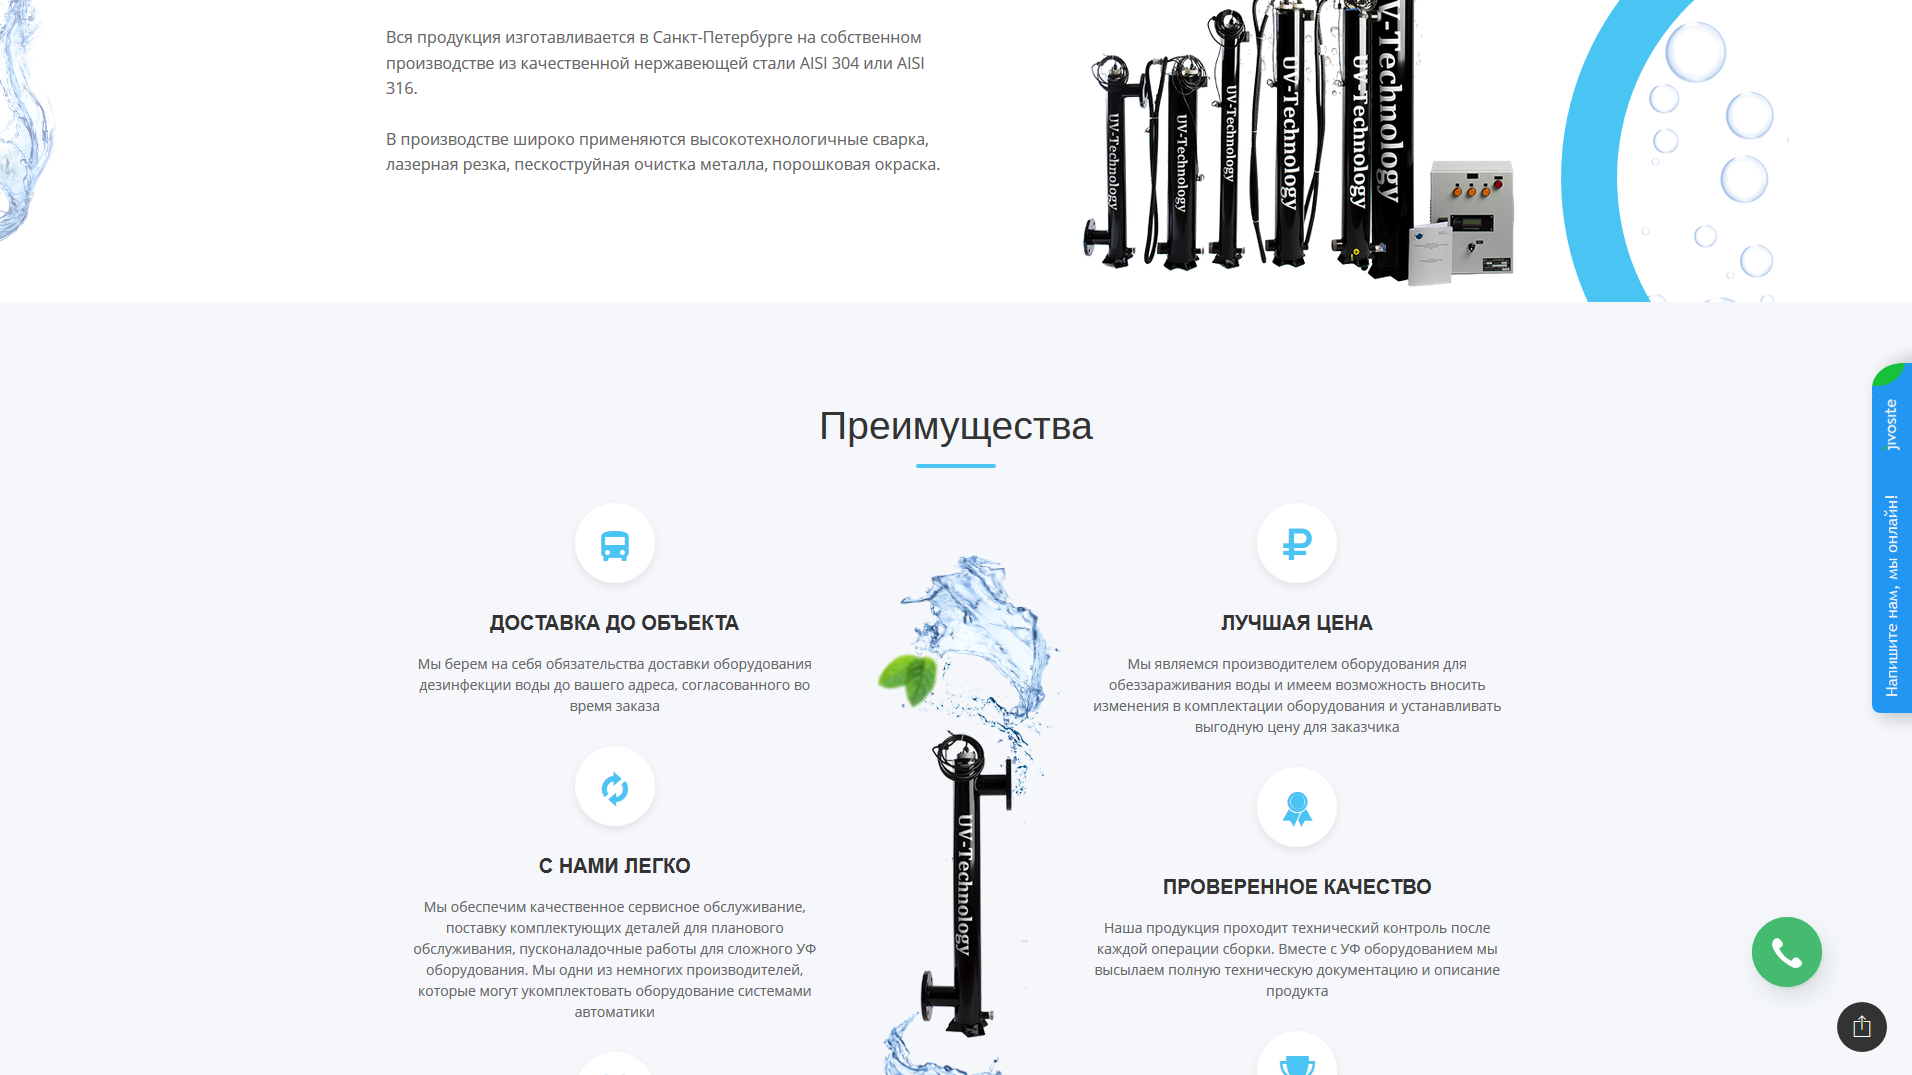 Вся продукция изготавливается в Санкт-Петербурге на собственном
производстве из качественной нержавеющей стали AISI 304 или AISI
316.
В производстве широко применяются высокотехнологичные сварка,
лазерная резка, пескоструйная очистка металла, порошковая окраска.
UV-Technology
UV-Technology
UV-Technology
UV-Technology
UV-Technology
V-Technology
Преимущества
ДОСТАВКА ДО ОБЪЕКТА
Мы берем на себя обязательства доставки оборудования
дезинфекции воды до вашего адреса, согласованного во
время заказа
ЛУЧШАЯ ЦЕНА
Мы являемся производителем оборудования для
обеззараживания воды и имеем возможность вносить
изменения в комплектации оборудования и устанавливать
выгодную цену для заказчика
С НАМИ ЛЕГКО
Мы обеспечим качественное сервисное обслуживание,
поставку комплектующих деталей для планового
обслуживания, пусконаладочные работы для сложного УФ
оборудования. Мы одни из немногих производителей,
которые могут укомплектовать оборудование системами
автоматики
UV-Technology
ПРОВЕРЕННОЕ КАЧЕСТВО
Наша продукция проходит технический контроль после
каждой операции сборки. Вместе с УФ оборудованием мы
высылаем полную техническую документацию и описание
продукта
Напишите нам, мы онлайн!
jivosite